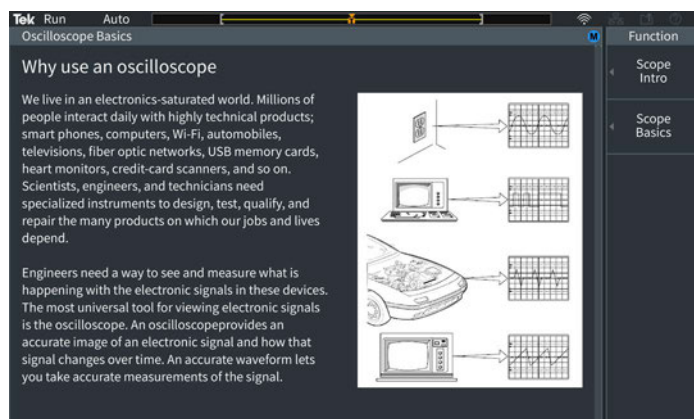 Tek Run Auto
Oscilloscope Basics
M
Function
Why use an oscilloscope
Scope
Intro
Scope
Basics
We live in an electronics-saturated world. Millions of
people interact daily with highly technical products;
smart phones, computers, Wi-Fi, automobiles,
televisions, fiber optic networks, USB memory cards,
heart monitors, credit-card scanners, and so on.
Scientists, engineers, and technicians need
specialized instruments to design, test, qualify, and
repair the many products on which our jobs and lives
depend.
Engineers need a way to see and measure what is
happening with the electronic signals in these devices.
The most universal tool for viewing electronic signals
is the oscilloscope. An oscilloscopeprovides an
accurate image of an electronic signal and how that
signal changes over time. An accurate waveform lets
you take accurate measurements of the signal.